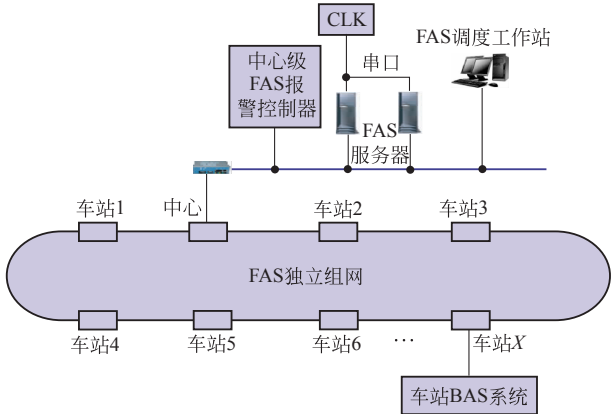 CLK
FAS调度工作站
中心级
FAS报
警控制器
串口
FAS
服务器
车站1
中心
车站2
车站3
FAS独立组网
车站4
车站5
车站6
…
车站X
车站BAS系统